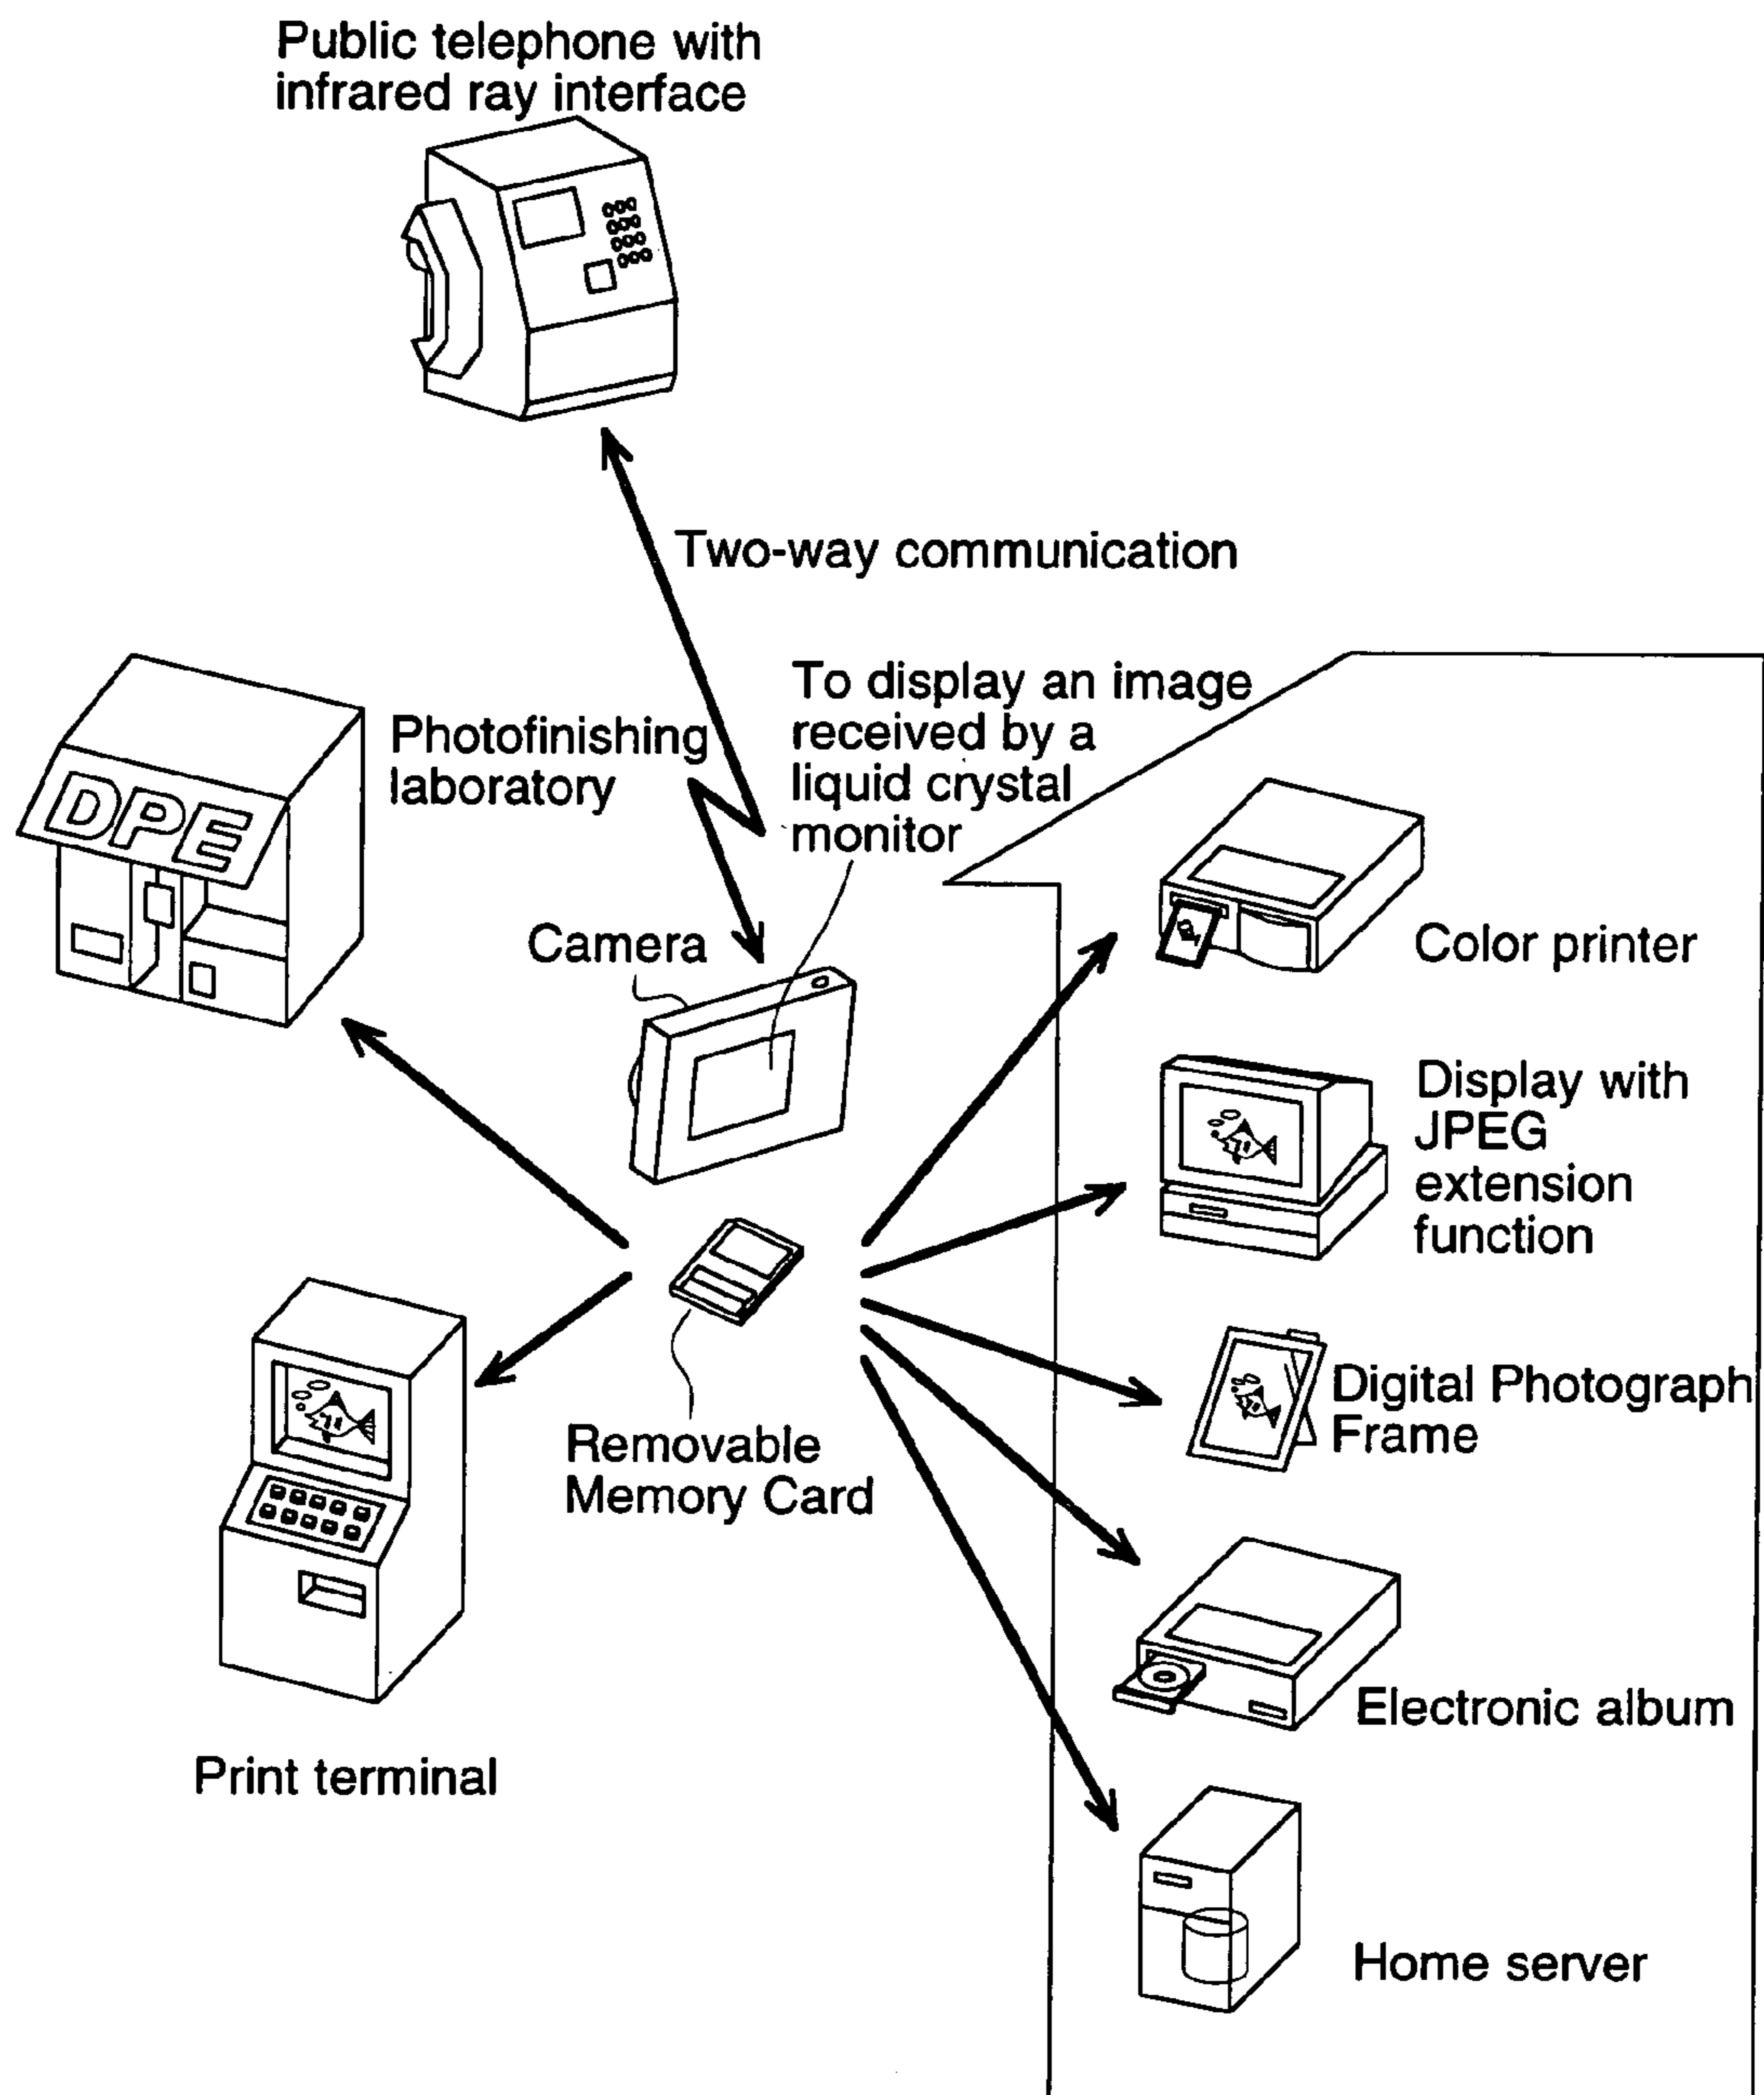 Public telephone with
infrared ray interface
Two-way communication
To display an image
received by a
liquid crystal
monitor
Photofinishing
laboratory
DPE
Camera
Color printer
Display with
JPEG
extension
function
Digital Photograph
Frame
Removable
Memory Card
Electronic album
Print terminal
Home server